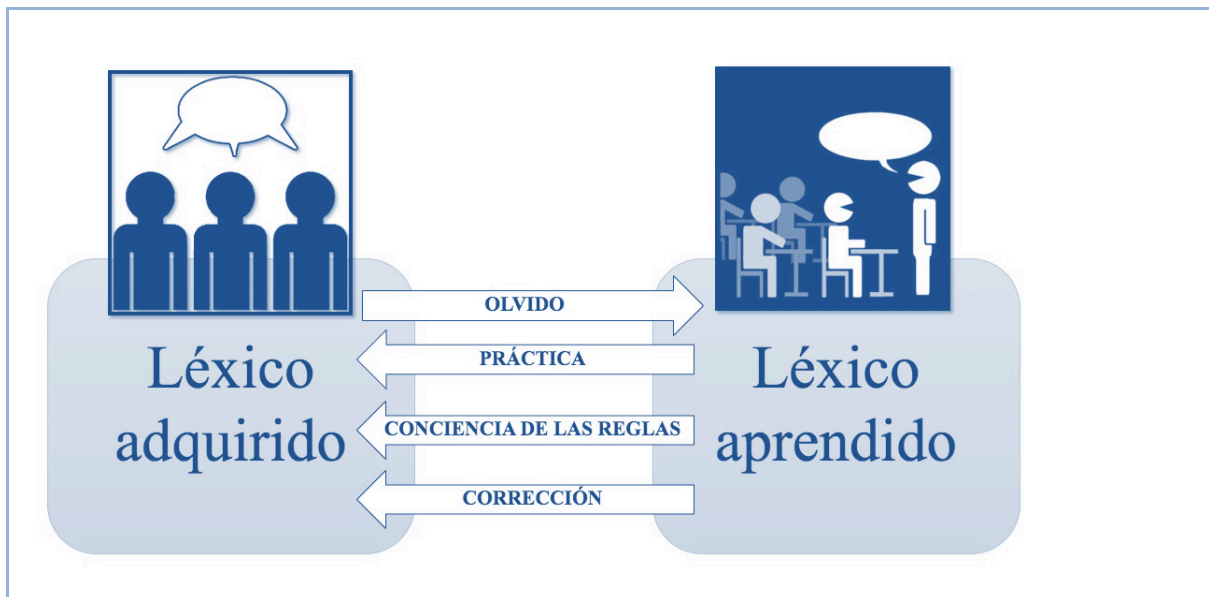 OLVIDO
PRÁCTICA
CONCIENCIA DE LAS REGLAS
CORRECCIÓN
Léxico
adquirido
Léxico
aprendido